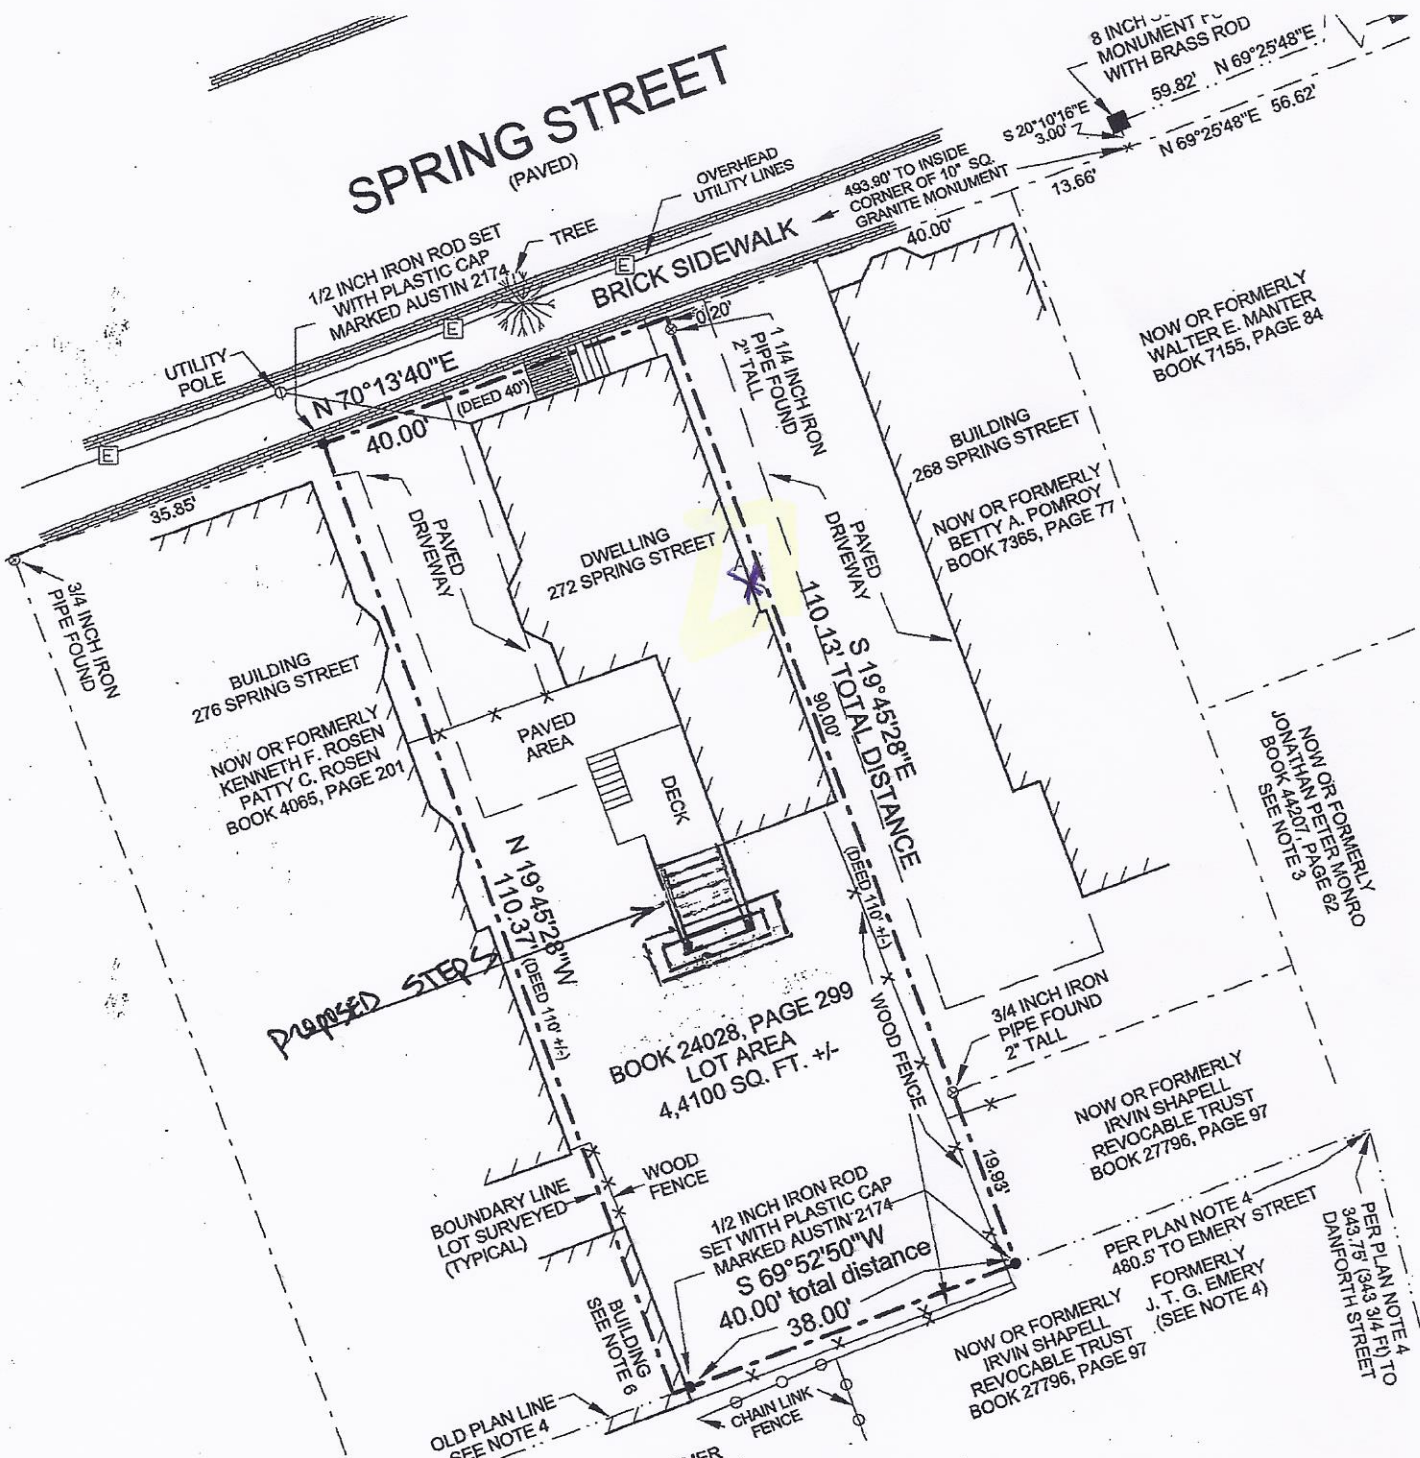 SPRING STREET
(PAVED)
8 INCH
MONUMENT
WITH BRASS ROD
59.82' N 69°25'48"E
S 20°10'16"E
3.00'
N 69°25'48"E 56.62'
OVERHEAD
UTILITY LINES
493.90' TO INSIDE
CORNER OF 10" SQ.
GRANITE MONUMENT
13.66'
40.00'
TREE
1/2 INCH IRON ROD SET
WITH PLASTIC CAP
MARKED AUSTIN 2174
E
E
E
BRICK SIDEWALK
UTILITY
POLE
N 70°13'40"E
40.00'
(DEED 40')
0.20'
1 1/4 INCH IRON
PIPE FOUND
2" TALL
NOW OR FORMERLY
WALTER E. MANTER
BOOK 7155, PAGE 84
35.85'
3/4 INCH IRON
PIPE FOUND
PAVED
DRIVEWAY
DWELLING
272 SPRING STREET
PAVED
DRIVEWAY
BUILDING
268 SPRING STREET
NOW OR FORMERLY
BETTY A. POMROY
BOOK 7365, PAGE 77
BUILDING
276 SPRING STREET
NOW OR FORMERLY
KENNETH F. ROSEN
PATTY C. ROSEN
BOOK 4065, PAGE 201
PAVED
AREA
DECK
90.00'
S 19°45'28"E
110.13' TOTAL DISTANCE
(DEED 110' +/-)
NOW OR FORMERLY
JONATHAN PETER MONRO
BOOK 44207, PAGE 62
SEE NOTE 3
N 19°45'28"W
110.37'
(DEED 110' +/-)
PROPOSED STEPS
BOOK 24028, PAGE 299
LOT AREA
4,4100 SQ. FT. +/-
WOOD FENCE
3/4 INCH IRON
PIPE FOUND
2" TALL
NOW OR FORMERLY
IRVIN SHAPELL
REVOCABLE TRUST
BOOK 27796, PAGE 97
19.93'
WOOD
FENCE
BOUNDARY LINE
LOT SURVEYED
(TYPICAL)
1/2 INCH IRON ROD
SET WITH PLASTIC CAP
MARKED AUSTIN 2174
S 69°52'50"W
40.00' total distance
38.00'
PER PLAN NOTE 4
480.5' TO EMERY STREET
FORMERLY
J. T. G. EMERY
(SEE NOTE 4)
PER PLAN NOTE 4
343.75' (343 3/4 Ft) TO
DANFORTH STREET
NOW OR FORMERLY
IRVIN SHAPELL
REVOCABLE TRUST
BOOK 27796, PAGE 97
BUILDING
SEE NOTE 6
OLD PLAN LINE
SEE NOTE 4
CHAIN LINK
FENCE